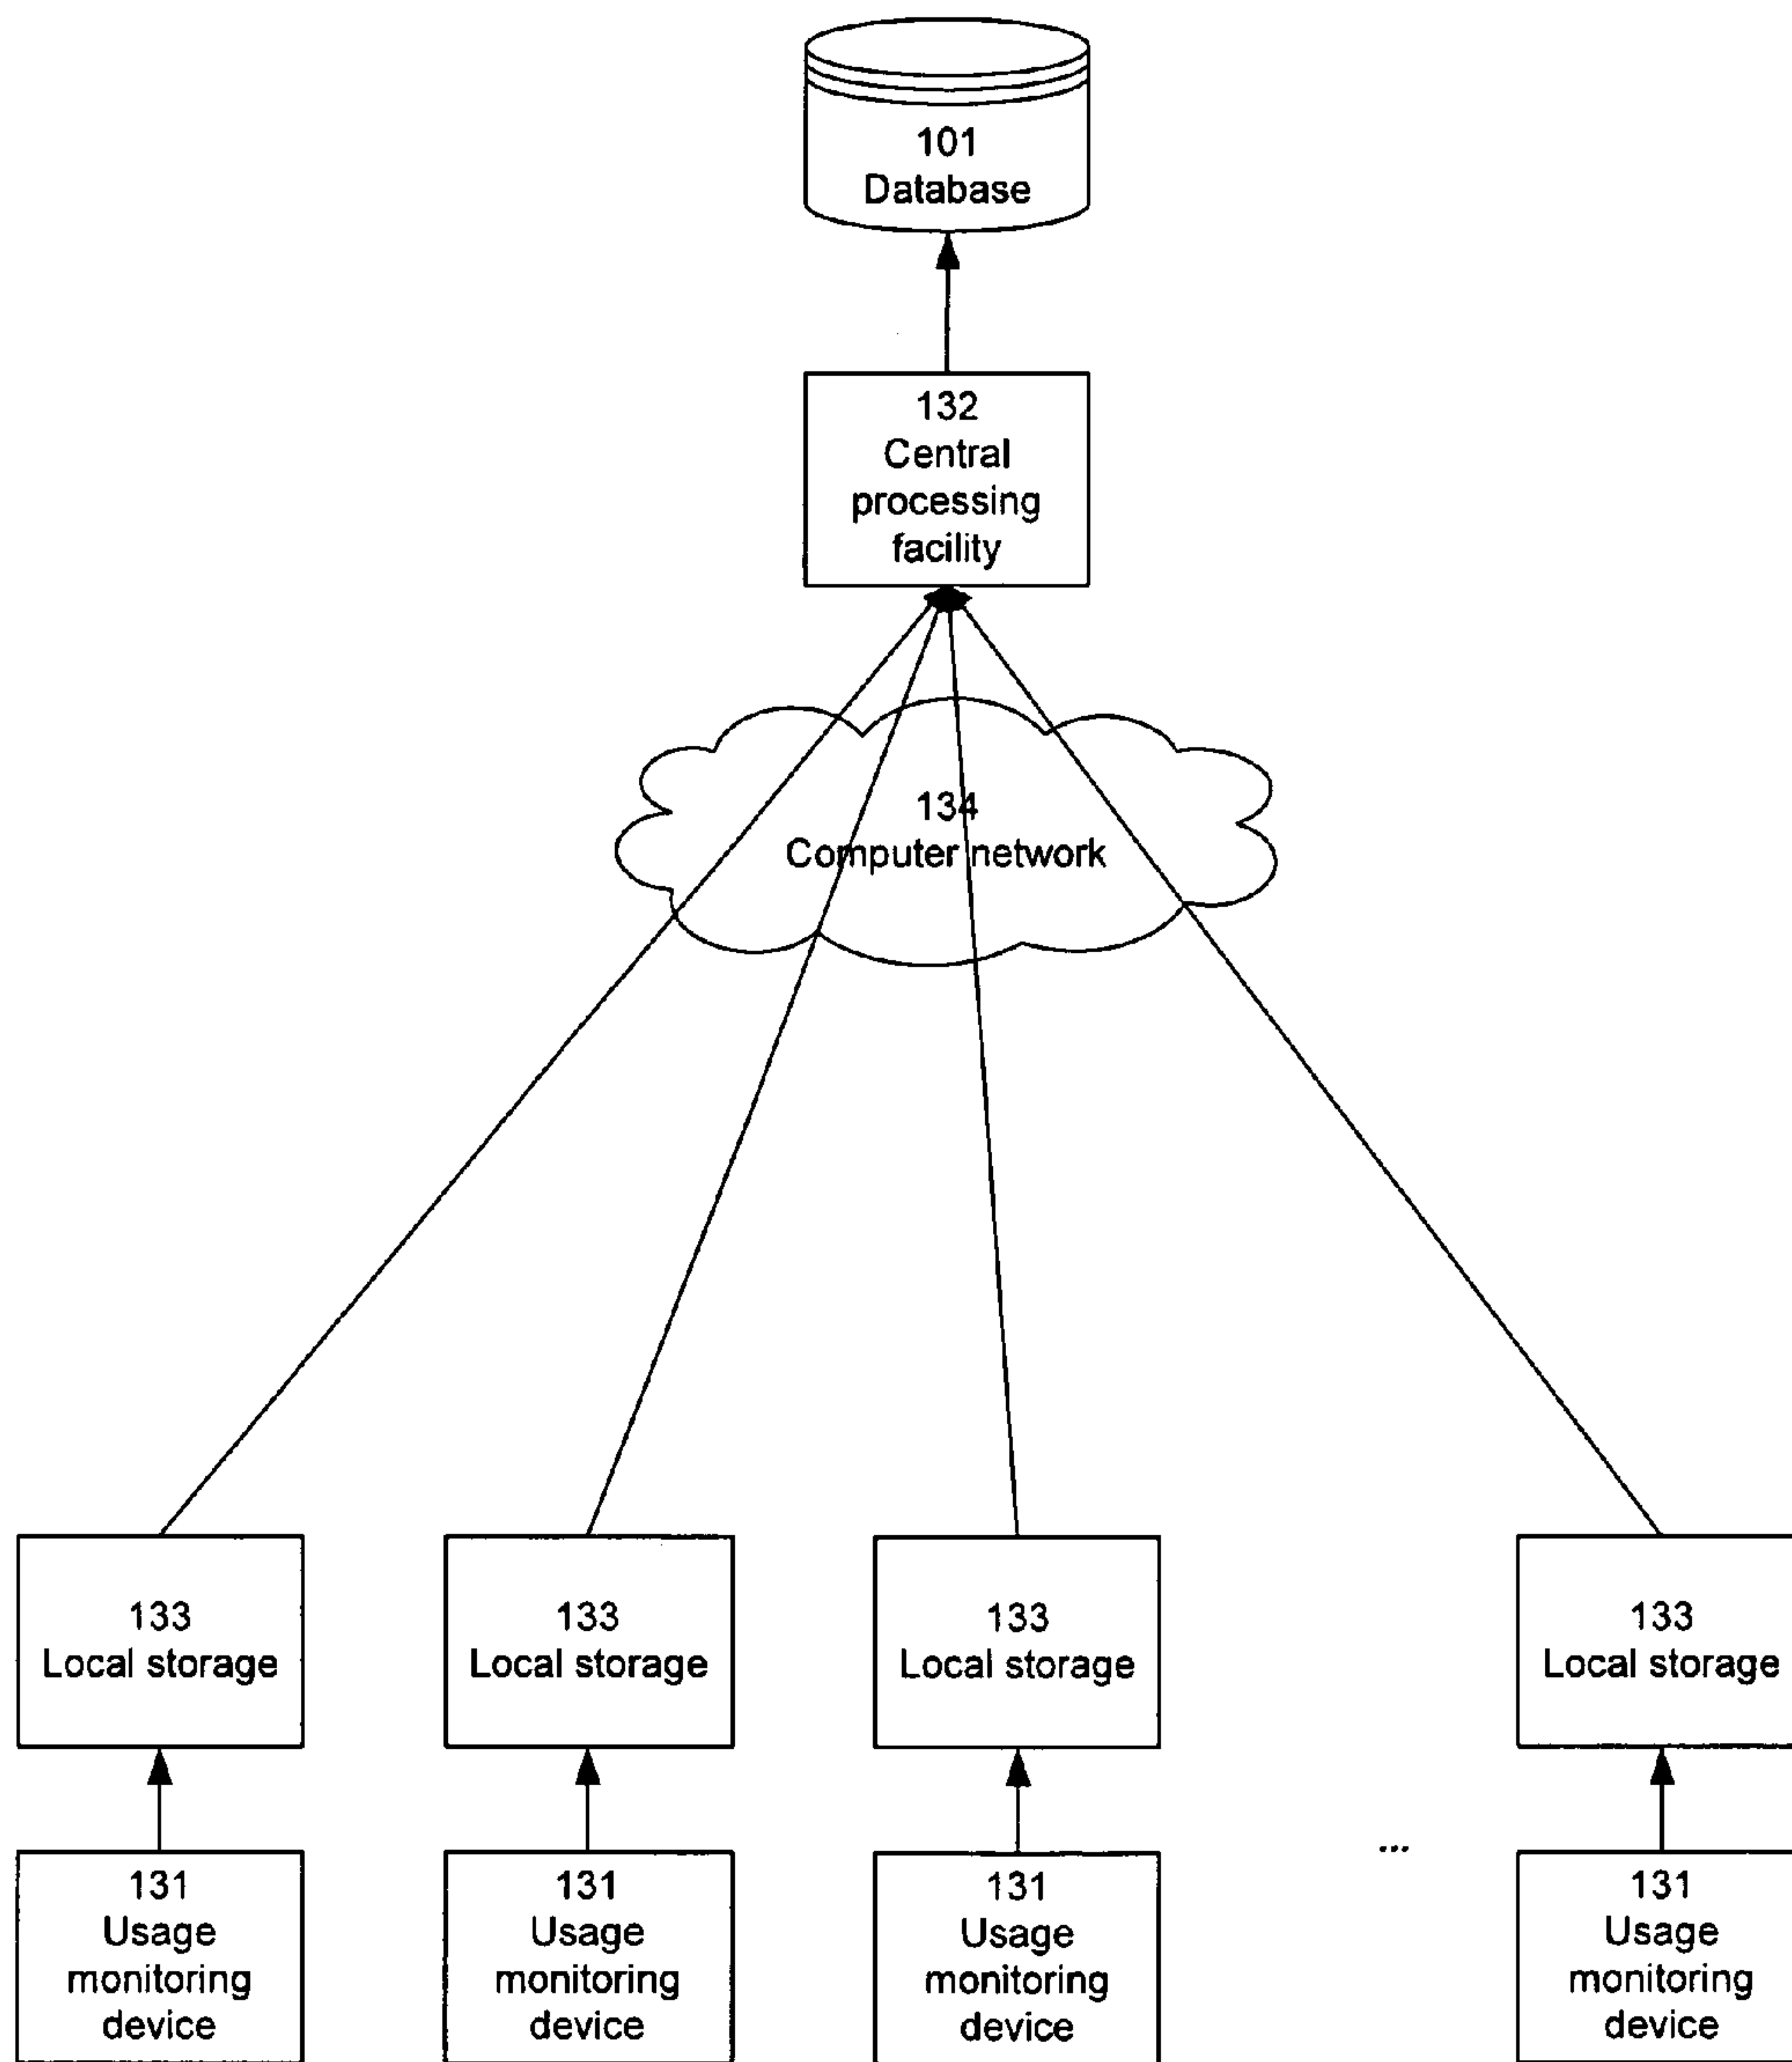 101
Database
132
Central
processing
facility
134
Computer network
133
Local storage
133
Local storage
133
Local storage
133
Local storage
...
131
Usage
monitoring
device
131
Usage
monitoring
device
131
Usage
monitoring
device
131
Usage
monitoring
device